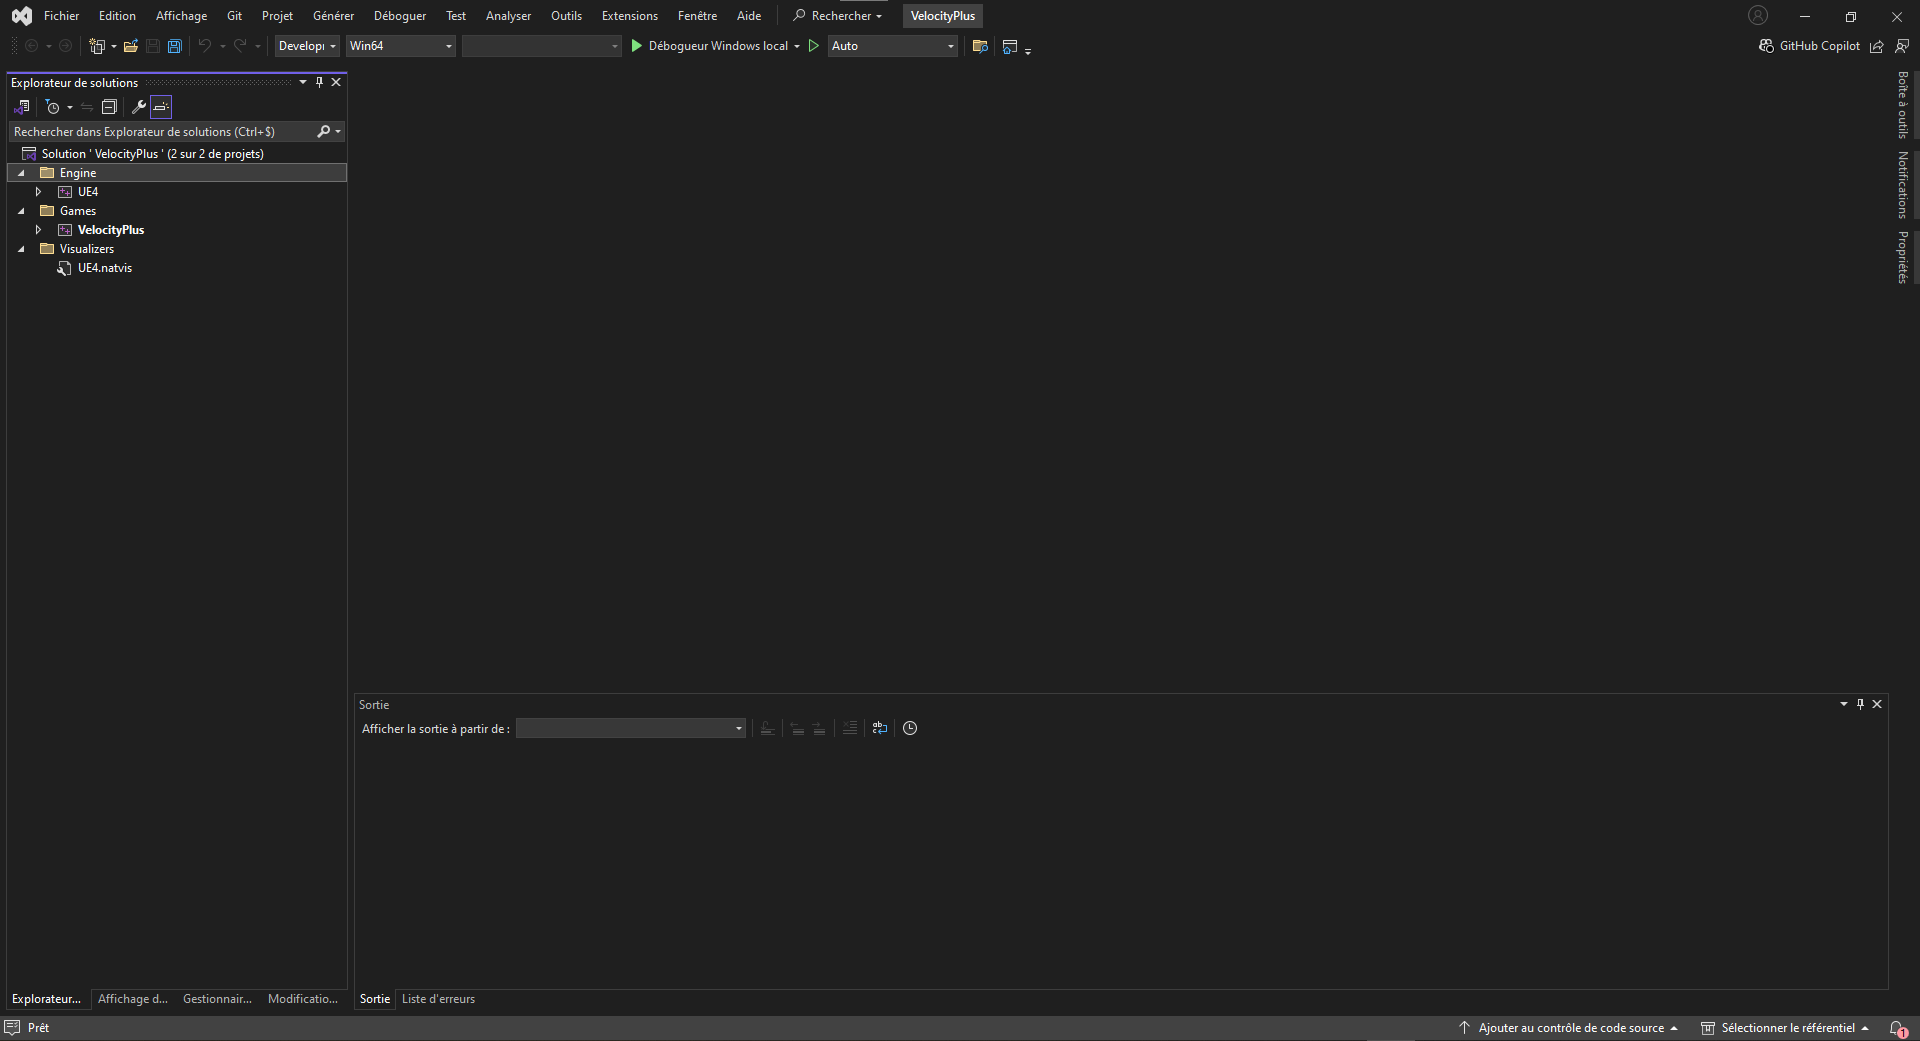 Fichier Edition Affichage Git Projet Générer Déboguer Test Analyser Outils Extensions Fenêtre Aide Rechercher VelocityPlus
Develop Win64 Débogueur Windows local Auto GitHub Copilot
Explorateur de solutions
Rechercher dans Explorateur de solutions (Ctrl+$)
Solution ' VelocityPlus ' (2 sur 2 de projets)
Engine
UE4
Games
VelocityPlus
Visualizers
UE4.natvis
Boîte à outils
Notifications
Propriétés
Sortie
Afficher la sortie à partir de :
Explorateur... Affichage d... Gestionnair... Modificatio... Sortie Liste d'erreurs
Prêt Ajouter au contrôle de code source Sélectionner le référentiel 1